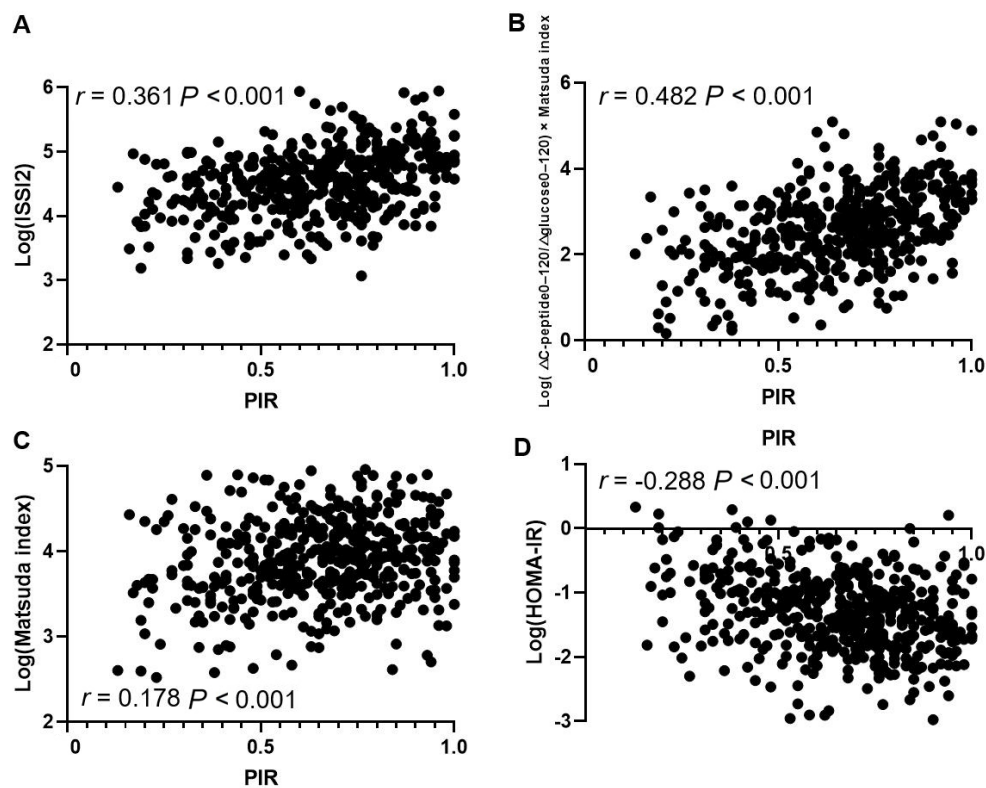 A
r = 0.361 P < 0.001
Log(ISSI2)
6
5
4
3
2
0
0.5
1.0
PIR
B
r = 0.482 P < 0.001
Log( △C-peptide0–120/△glucose0–120) × Matsuda index
6
4
2
0
0
0.5
1.0
PIR
C
r = 0.178 P < 0.001
Log(Matsuda index)
5
4
3
2
0
0.5
1.0
PIR
D
PIR
r = -0.288 P < 0.001
Log(HOMA-IR)
1
0
-1
-2
-3
0.5
1.0